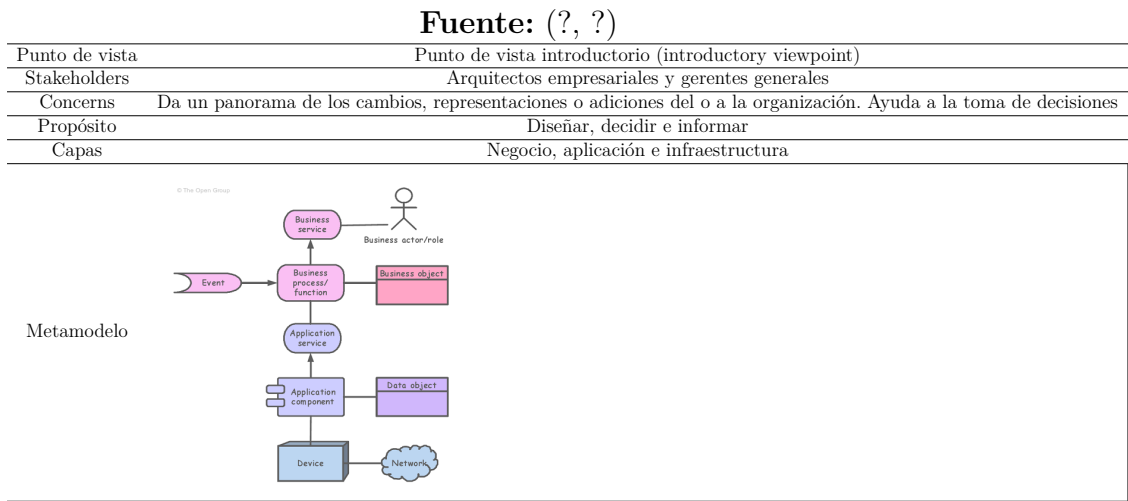 Fuente: (?, ?)
Punto de vista Punto de vista introductorio (introductory viewpoint)
Stakeholders Arquitectos empresariales y gerentes generales
Concerns Da un panorama de los cambios, representaciones o adiciones del o a la organización. Ayuda a la toma de decisiones
Propósito Diseñar, decidir e informar
Capas Negocio, aplicación e infraestructura
© The Open Group
Business
service
Business actor/role
Event
Business
process/
function
Business object
Metamodelo
Application
service
Application
component
Data object
Device
Network